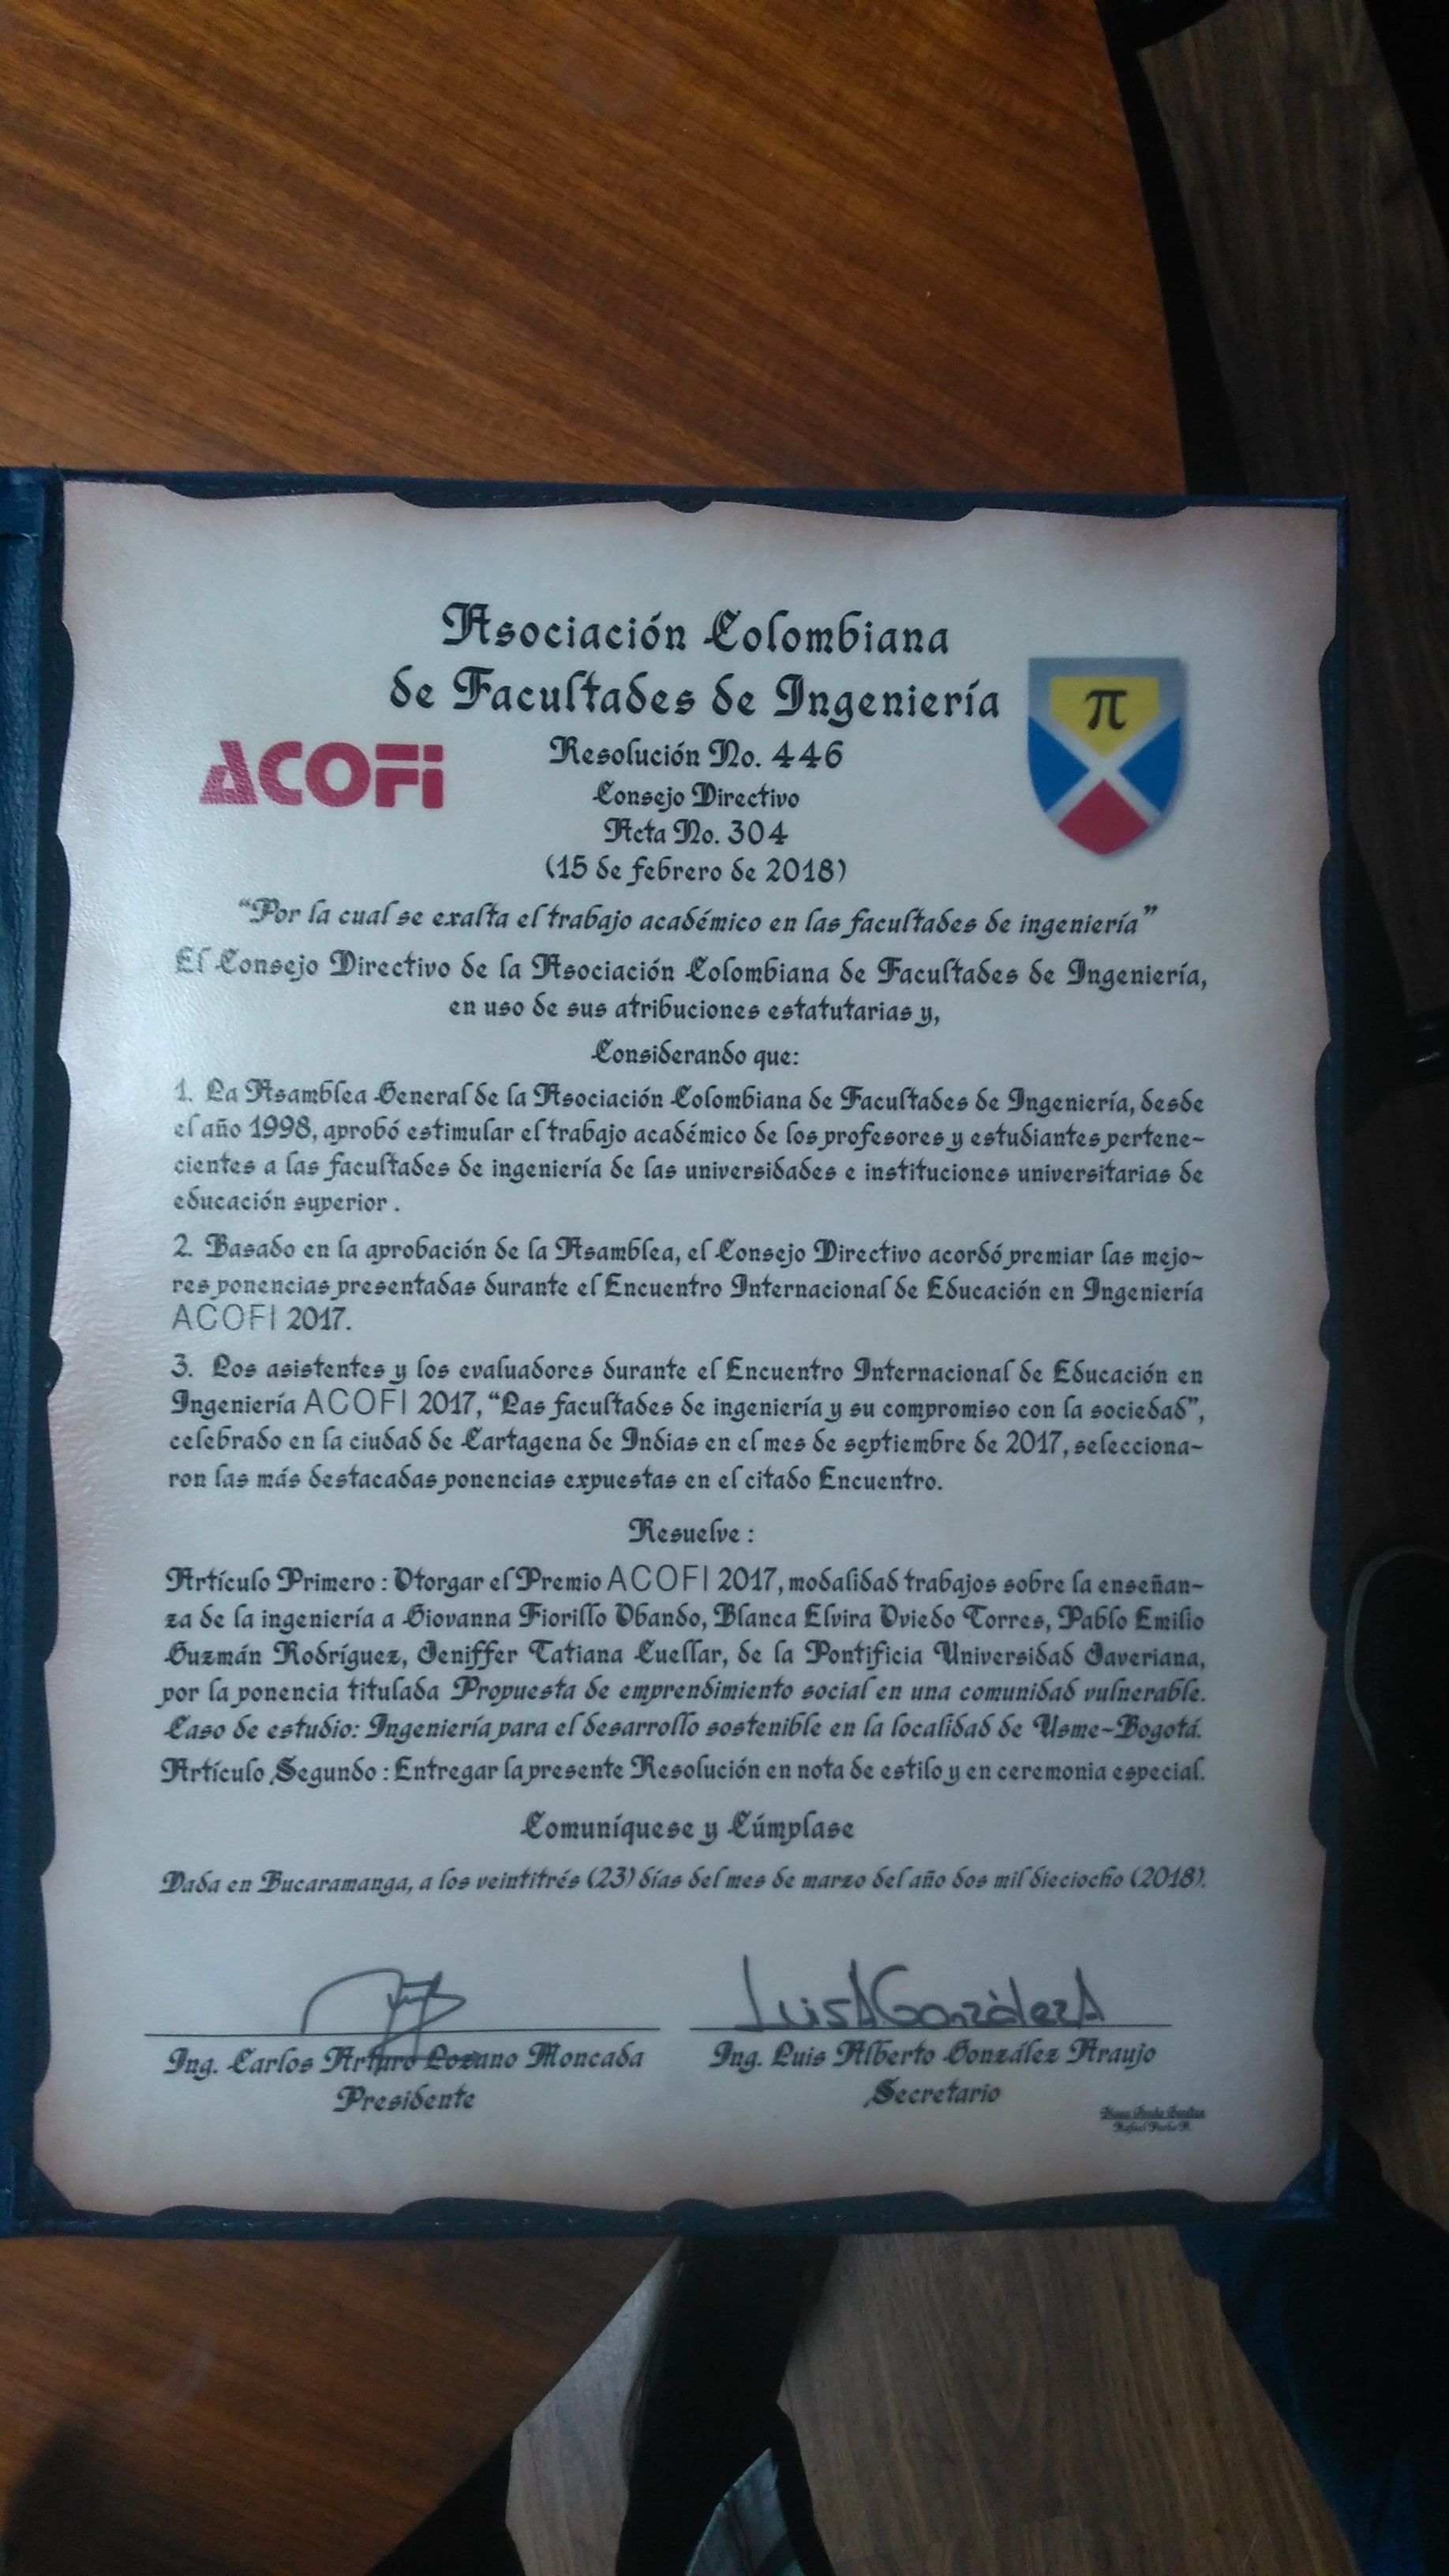 Asociación Colombiana
de Facultades de Ingeniería
ACOFI
π
Resolución No. 446
Consejo Directivo
Acta No. 304
(15 de febrero de 2018)
“Por la cual se exalta el trabajo académico en las facultades de ingeniería”
El Consejo Directivo de la Asociación Colombiana de Facultades de Ingeniería,
en uso de sus atribuciones estatutarias y,
Considerando que:
1. La Asamblea General de la Asociación Colombiana de Facultades de Ingeniería, desde
el año 1998, aprobó estimular el trabajo académico de los profesores y estudiantes pertene-
cientes a las facultades de ingeniería de las universidades e instituciones universitarias de
educación superior .
2. Basado en la aprobación de la Asamblea, el Consejo Directivo acordó premiar las mejo-
res ponencias presentadas durante el Encuentro Internacional de Educación en Ingeniería
ACOFI 2017.
3. Los asistentes y los evaluadores durante el Encuentro Internacional de Educación en
Ingeniería ACOFI 2017, “Las facultades de ingeniería y su compromiso con la sociedad”,
celebrado en la ciudad de Cartagena de Indias en el mes de septiembre de 2017, selecciona-
ron las más destacadas ponencias expuestas en el citado Encuentro.
Resuelve :
Artículo Primero : Otorgar el Premio ACOFI 2017, modalidad trabajos sobre la enseñan-
za de la ingeniería a Giovanna Fiorillo Obando, Blanca Elvira Oviedo Torres, Pablo Emilio
Guzmán Rodríguez, Jeniffer Tatiana Cuellar, de la Pontificia Universidad Javeriana,
por la ponencia titulada Propuesta de emprendimiento social en una comunidad vulnerable.
Caso de estudio: Ingeniería para el desarrollo sostenible en la localidad de Usme-Bogotá.
Artículo Segundo : Entregar la presente Resolución en nota de estilo y en ceremonia especial.
Comuníquese y Cúmplase
Dada en Bucaramanga, a los veintitrés (23) días del mes de marzo del año dos mil dieciocho (2018).
Luis A González A
Ing. Carlos Arturo Lozano Moncada
Presidente
Ing. Luis Alberto González Araujo
Secretario